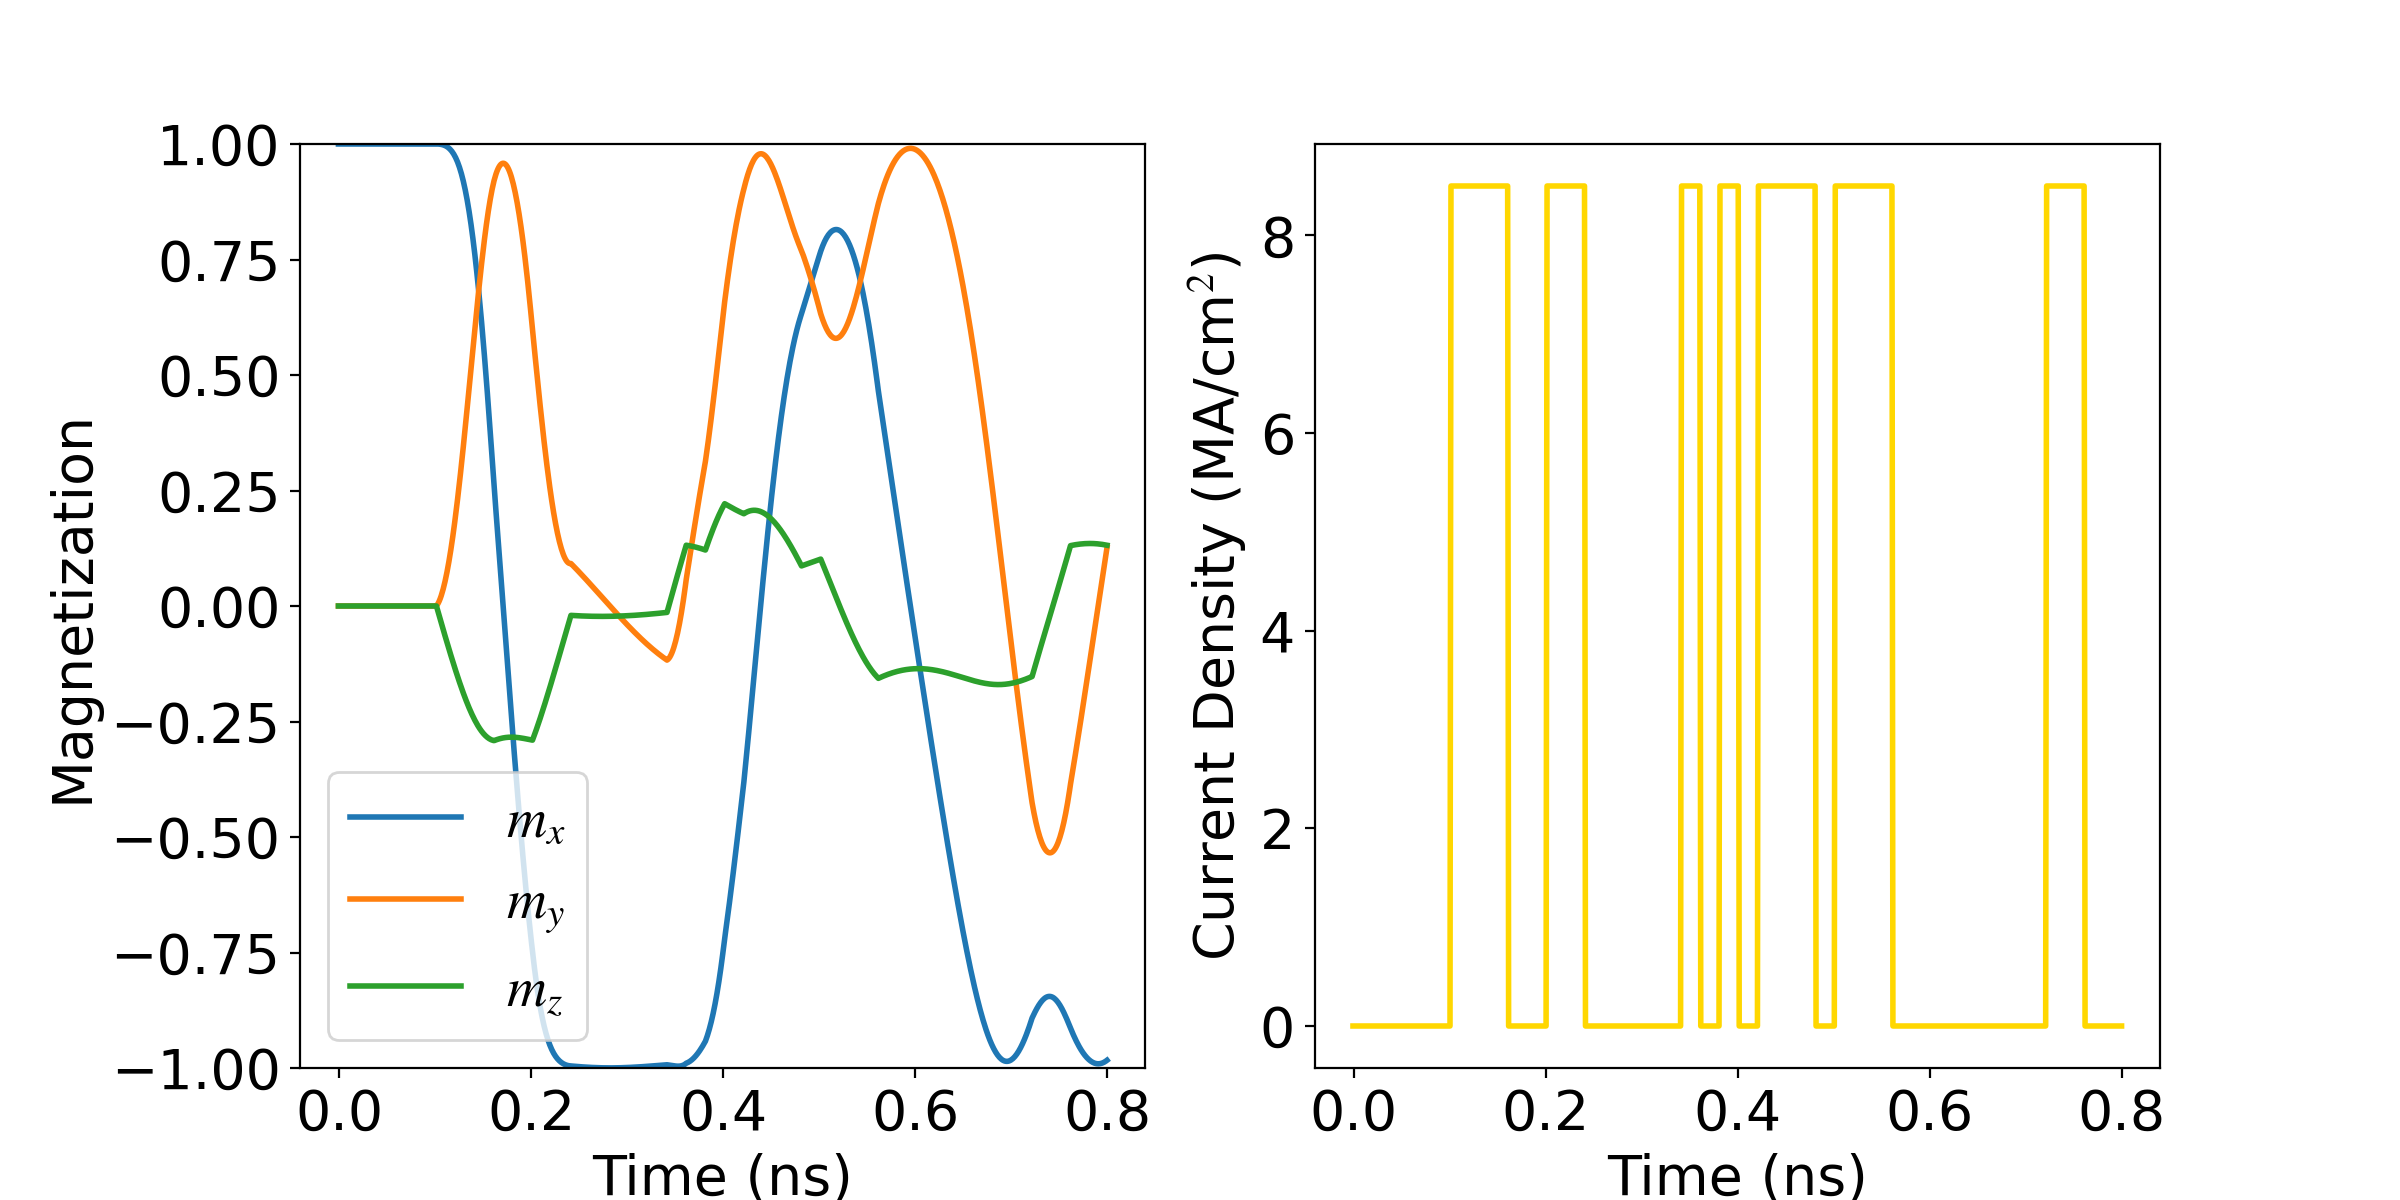 1.00
0.75
0.50
0.25
0.00
−0.25
−0.50
−0.75
−1.00
Magnetization
m_x
m_y
m_z
0.0 0.2 0.4 0.6 0.8
Time (ns)
8
6
4
2
0
Current Density (MA/cm²)
0.0 0.2 0.4 0.6 0.8
Time (ns)